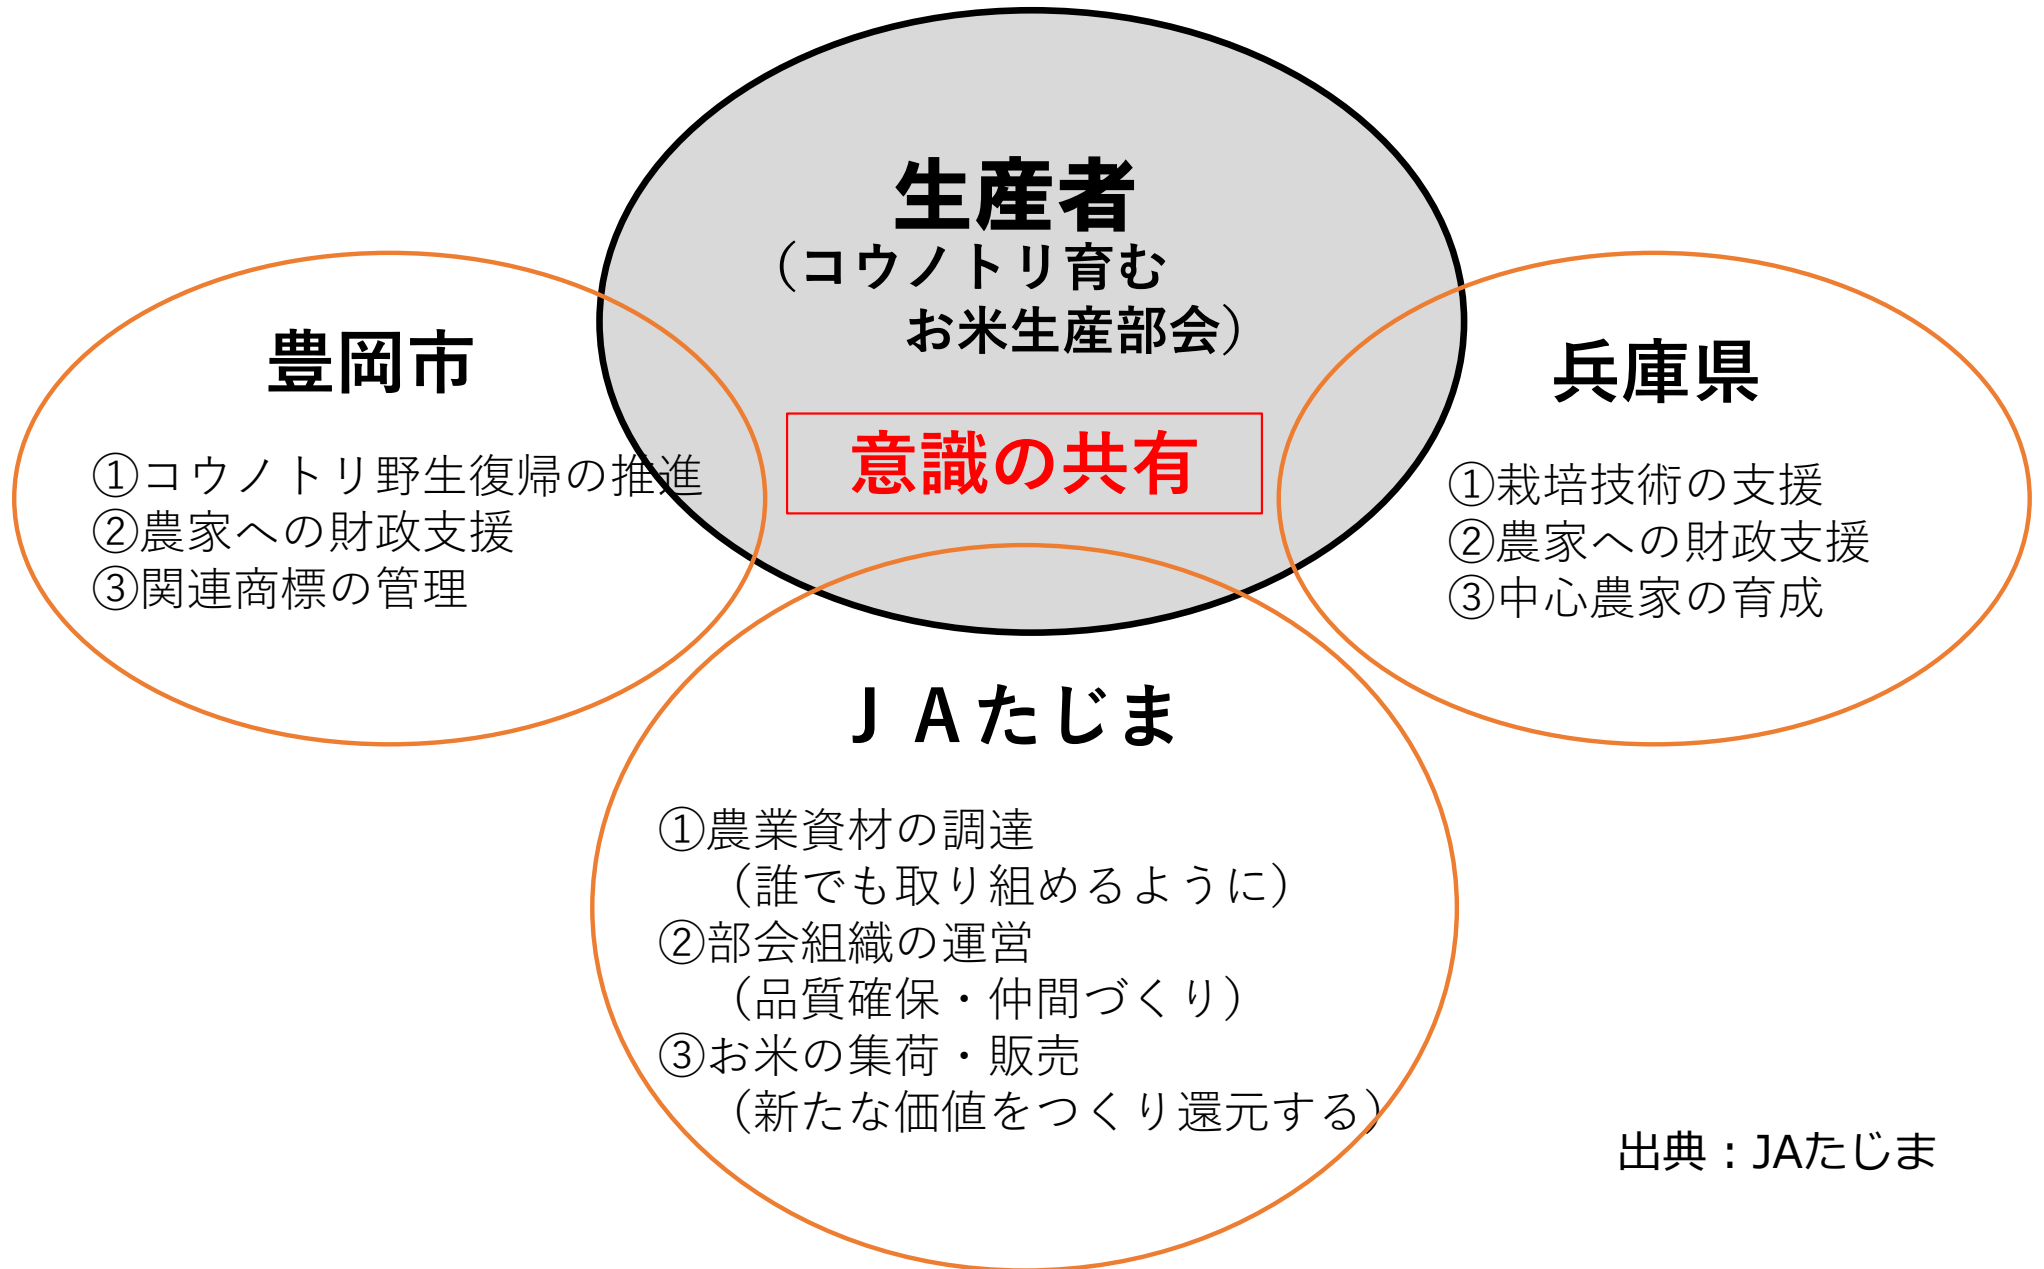 生産者
（コウノトリ育む
お米生産部会）
意識の共有
豊岡市
①コウノトリ野生復帰の推進
②農家への財政支援
③関連商標の管理
兵庫県
①栽培技術の支援
②農家への財政支援
③中心農家の育成
ＪＡたじま
①農業資材の調達
（誰でも取り組めるように）
②部会組織の運営
（品質確保・仲間づくり）
③お米の集荷・販売
（新たな価値をつくり還元する）
出典：JAたじま